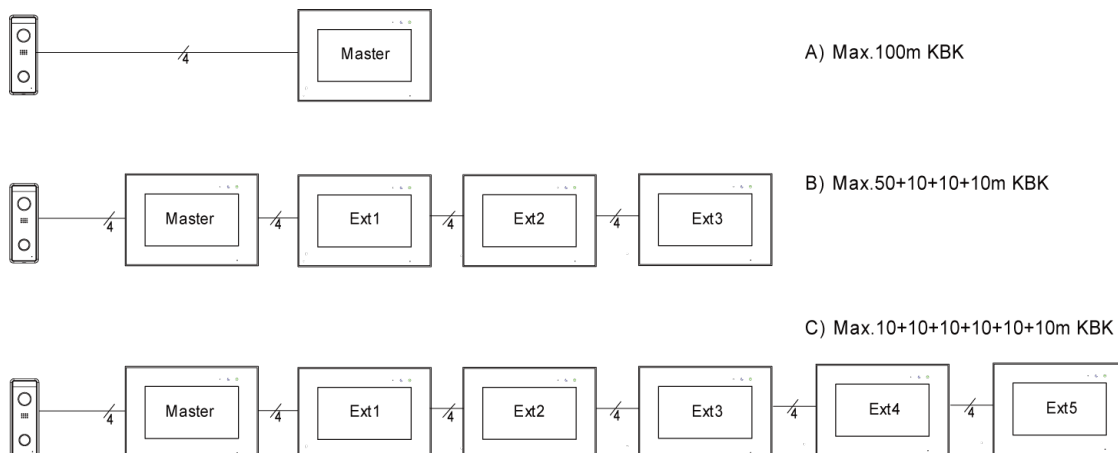 4
Master
A) Max.100m KBK
B) Max.50+10+10+10m KBK
4
Master
4
Ext1
4
Ext2
4
Ext3
C) Max.10+10+10+10+10+10m KBK
4
Master
4
Ext1
4
Ext2
4
Ext3
4
Ext4
4
Ext5